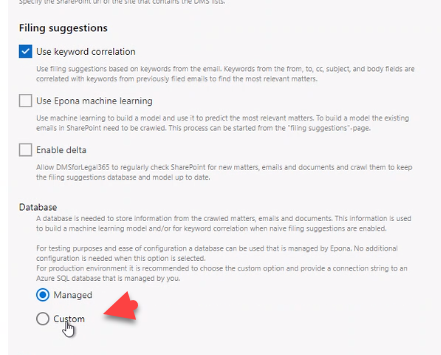 Specify the SharePoint url of the site that contains the DMS lists.
Filing suggestions
Use keyword correlation
Use filing suggestions based on keywords from the email. Keywords from the from, to, cc, subject, and body fields are
correlated with keywords from previously filed emails to find the most relevant matters.
Use Epona machine learning
Use machine learning to build a model and use it to predict the most relevant matters. To build a model the existing
emails in SharePoint need to be crawled. This process can be started from the "filing suggestions"-page.
Enable delta
Allow DMSforLegal365 to regularly check SharePoint for new matters, emails and documents and crawl them to keep
the filing suggestions database and model up to date.
Database
A database is needed to store information from the crawled matters, emails and documents. This information is used
to build a machine learning model and/or for keyword correlation when naive filing suggestions are enabled.
For testing purposes and ease of configuration a database can be used that is managed by Epona. No additional
configuration is needed when this option is selected.
For production environment it is recommended to choose the custom option and provide a connection string to an
Azure SQL database that is managed by you.
Managed
Custom